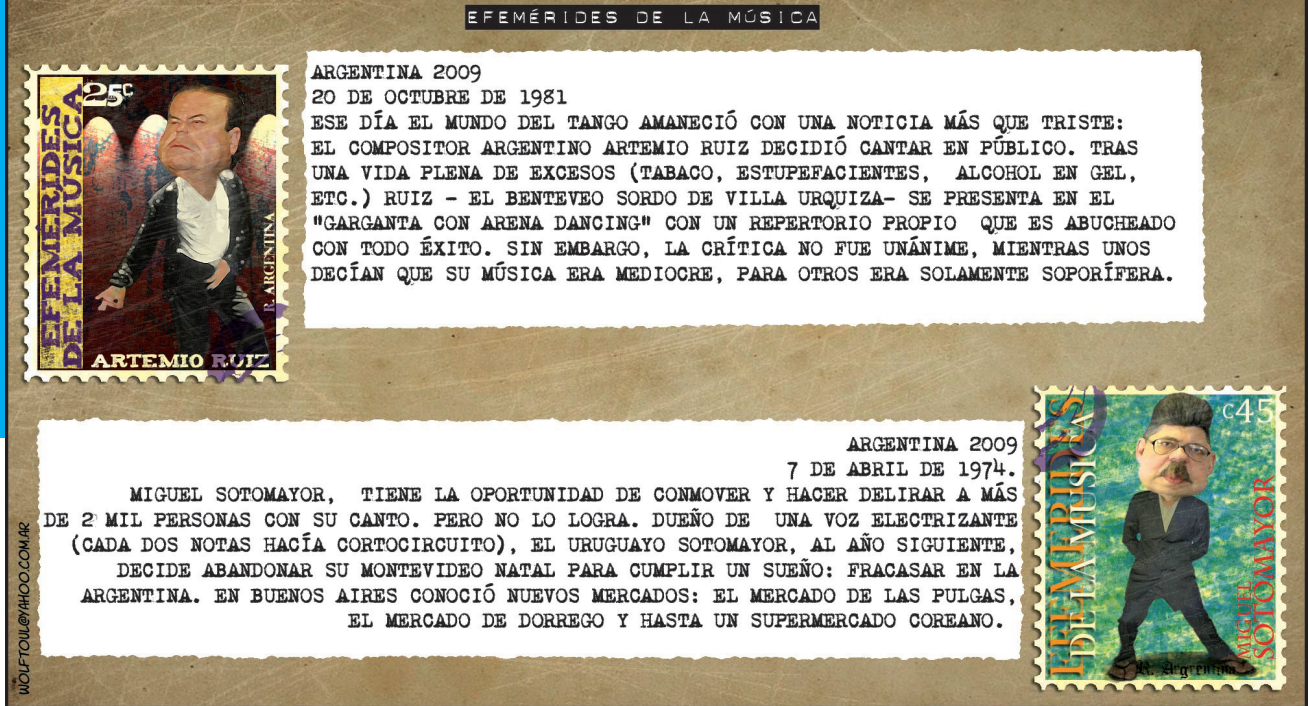 EFEMÉRIDES DE LA MÚSICA
25c
EFEMÉRIDES
DE LA MUSICA
R. ARGENTINA
ARTEMIO RUIZ
ARGENTINA 2009
20 DE OCTUBRE DE 1981
ESE DÍA EL MUNDO DEL TANGO AMANECIÓ CON UNA NOTICIA MÁS QUE TRISTE:
EL COMPOSITOR ARGENTINO ARTEMIO RUIZ DECIDIÓ CANTAR EN PÚBLICO. TRAS
UNA VIDA PLENA DE EXCESOS (TABACO, ESTUPEFACIENTES, ALCOHOL EN GEL,
ETC.) RUIZ - EL BENTEVEO SORDO DE VILLA URQUIZA- SE PRESENTA EN EL
"GARGANTA CON ARENA DANCING" CON UN REPERTORIO PROPIO QUE ES ABUCHEADO
CON TODO ÉXITO. SIN EMBARGO, LA CRÍTICA NO FUE UNÁNIME, MIENTRAS UNOS
DECÍAN QUE SU MÚSICA ERA MEDIOCRE, PARA OTROS ERA SOLAMENTE SOPORÍFERA.
ARGENTINA 2009
7 DE ABRIL DE 1974.
MIGUEL SOTOMAYOR, TIENE LA OPORTUNIDAD DE CONMOVER Y HACER DELIRAR A MÁS
DE 2 MIL PERSONAS CON SU CANTO. PERO NO LO LOGRA. DUEÑO DE UNA VOZ ELECTRIZANTE
(CADA DOS NOTAS HACÍA CORTOCIRCUITO), EL URUGUAYO SOTOMAYOR, AL AÑO SIGUIENTE,
DECIDE ABANDONAR SU MONTEVIDEO NATAL PARA CUMPLIR UN SUEÑO: FRACASAR EN LA
ARGENTINA. EN BUENOS AIRES CONOCIÓ NUEVOS MERCADOS: EL MERCADO DE LAS PULGAS,
EL MERCADO DE DORREGO Y HASTA UN SUPERMERCADO COREANO.
c45
EFEMERIDES
DE LA MUSICA
MIGUEL
SOTOMAYOR
R. Argentina
WOLFTOUL@YAHOO.COM.AR